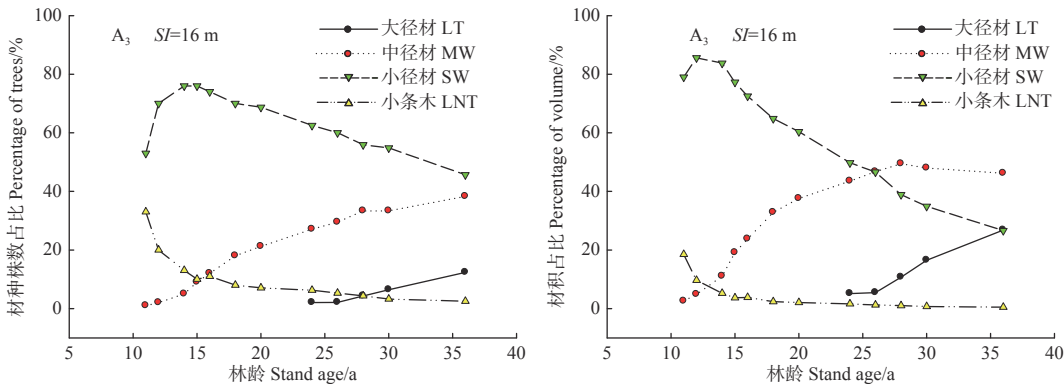 材种株数占比 Percentage of trees/%
100
80
60
40
20
0
A₃ SI=16 m
大径材 LT
中径材 MW
小径材 SW
小条木 LNT
5 10 15 20 25 30 35 40
林龄 Stand age/a
材积占比 Percentage of volume/%
100
80
60
40
20
0
A₃ SI=16 m
大径材 LT
中径材 MW
小径材 SW
小条木 LNT
5 10 15 20 25 30 35 40
林龄 Stand age/a